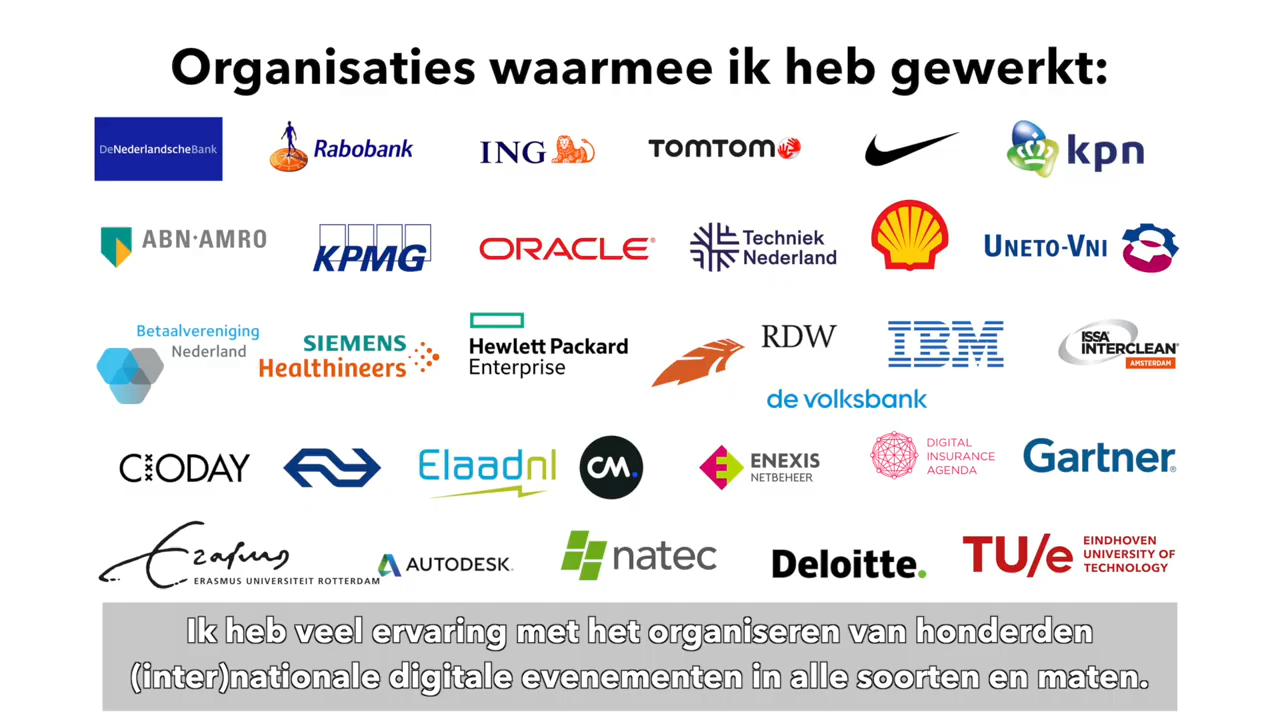 Organisaties waarmee ik heb gewerkt:
DeNederlandscheBank
Rabobank
ING
TOMTOM
kpn
ABN·AMRO
KPMG
ORACLE®
Techniek
Nederland
UNETO-VNI
Betaalvereniging
Nederland
SIEMENS
Healthineers
Hewlett Packard
Enterprise
RDW
de volksbank
IBM
ISSA
INTERCLEAN®
AMSTERDAM
CIODAY
Elaadnl
CM.
ENEXIS
NETBEHEER
DIGITAL
INSURANCE
AGENDA
Gartner®
Erasmus
ERASMUS UNIVERSITEIT ROTTERDAM
AUTODESK.
natec
Deloitte.
TU/e
EINDHOVEN
UNIVERSITY OF
TECHNOLOGY
Ik heb veel ervaring met het organiseren van honderden
(inter)nationale digitale evenementen in alle soorten en maten.